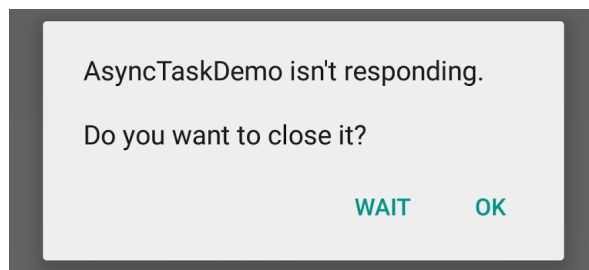 AsyncTaskDemo isn't responding.
Do you want to close it?
WAIT OK